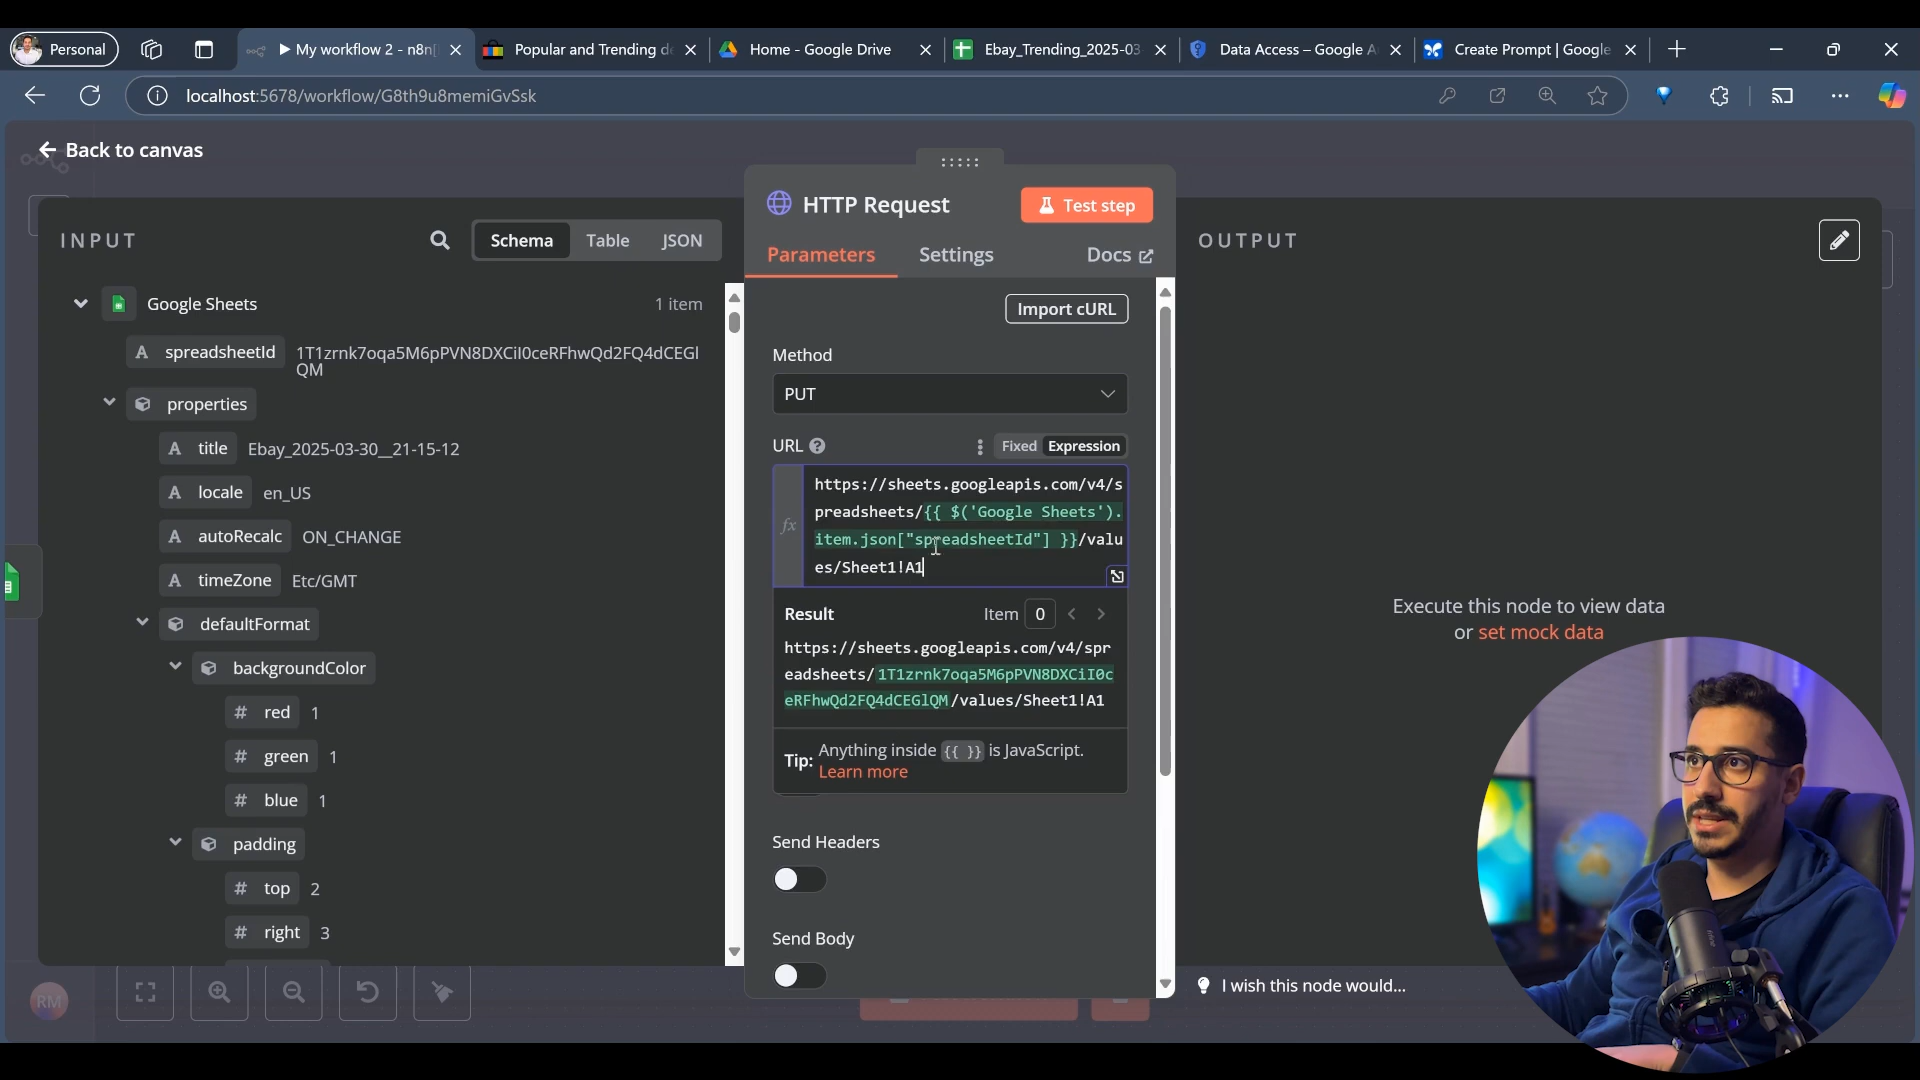 Personal
My workflow 2 - n8n[
Popular and Trending de
Home - Google Drive
Ebay_Trending_2025-03
Data Access – Google A
Create Prompt | Google
localhost:5678/workflow/G8th9u8memiGvSsk
Back to canvas
INPUT
Schema
Table
JSON
Google Sheets
1 item
A spreadsheetId 1T1zrnk7oqa5M6pPVN8DXCiI0ceRFhwQd2FQ4dCEGl
QM
properties
A title Ebay_2025-03-30__21-15-12
A locale en_US
A autoRecalc ON_CHANGE
A timeZone Etc/GMT
defaultFormat
backgroundColor
# red 1
# green 1
# blue 1
padding
# top 2
# right 3
HTTP Request
Test step
Parameters
Settings
Docs
Import cURL
Method
PUT
URL
Fixed
Expression
fx
https://sheets.googleapis.com/v4/s
preadsheets/{{ $('Google Sheets').
item.json["spreadsheetId"] }}/valu
es/Sheet1!A1
Result
Item 0
https://sheets.googleapis.com/v4/spr
eadsheets/1T1zrnk7oqa5M6pPVN8DXCiI0c
eRFhwQd2FQ4dCEGlQM/values/Sheet1!A1
Tip: Anything inside {{ }} is JavaScript.
Learn more
Send Headers
Send Body
OUTPUT
Execute this node to view data
or set mock data
I wish this node would...
RM